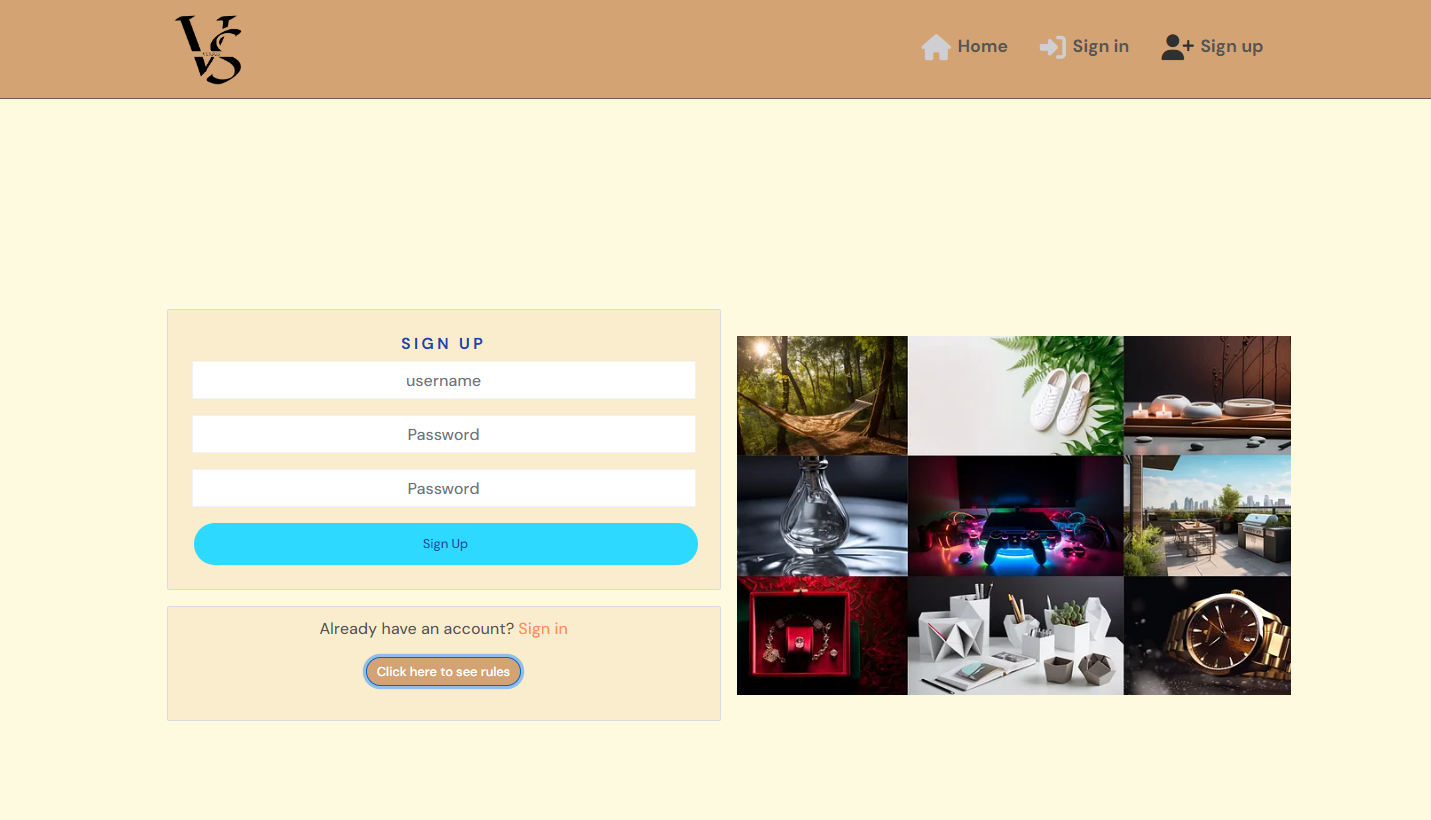 VS
Home
Sign in
Sign up
SIGN UP
username
Password
Password
Sign Up
Already have an account? Sign in
Click here to see rules